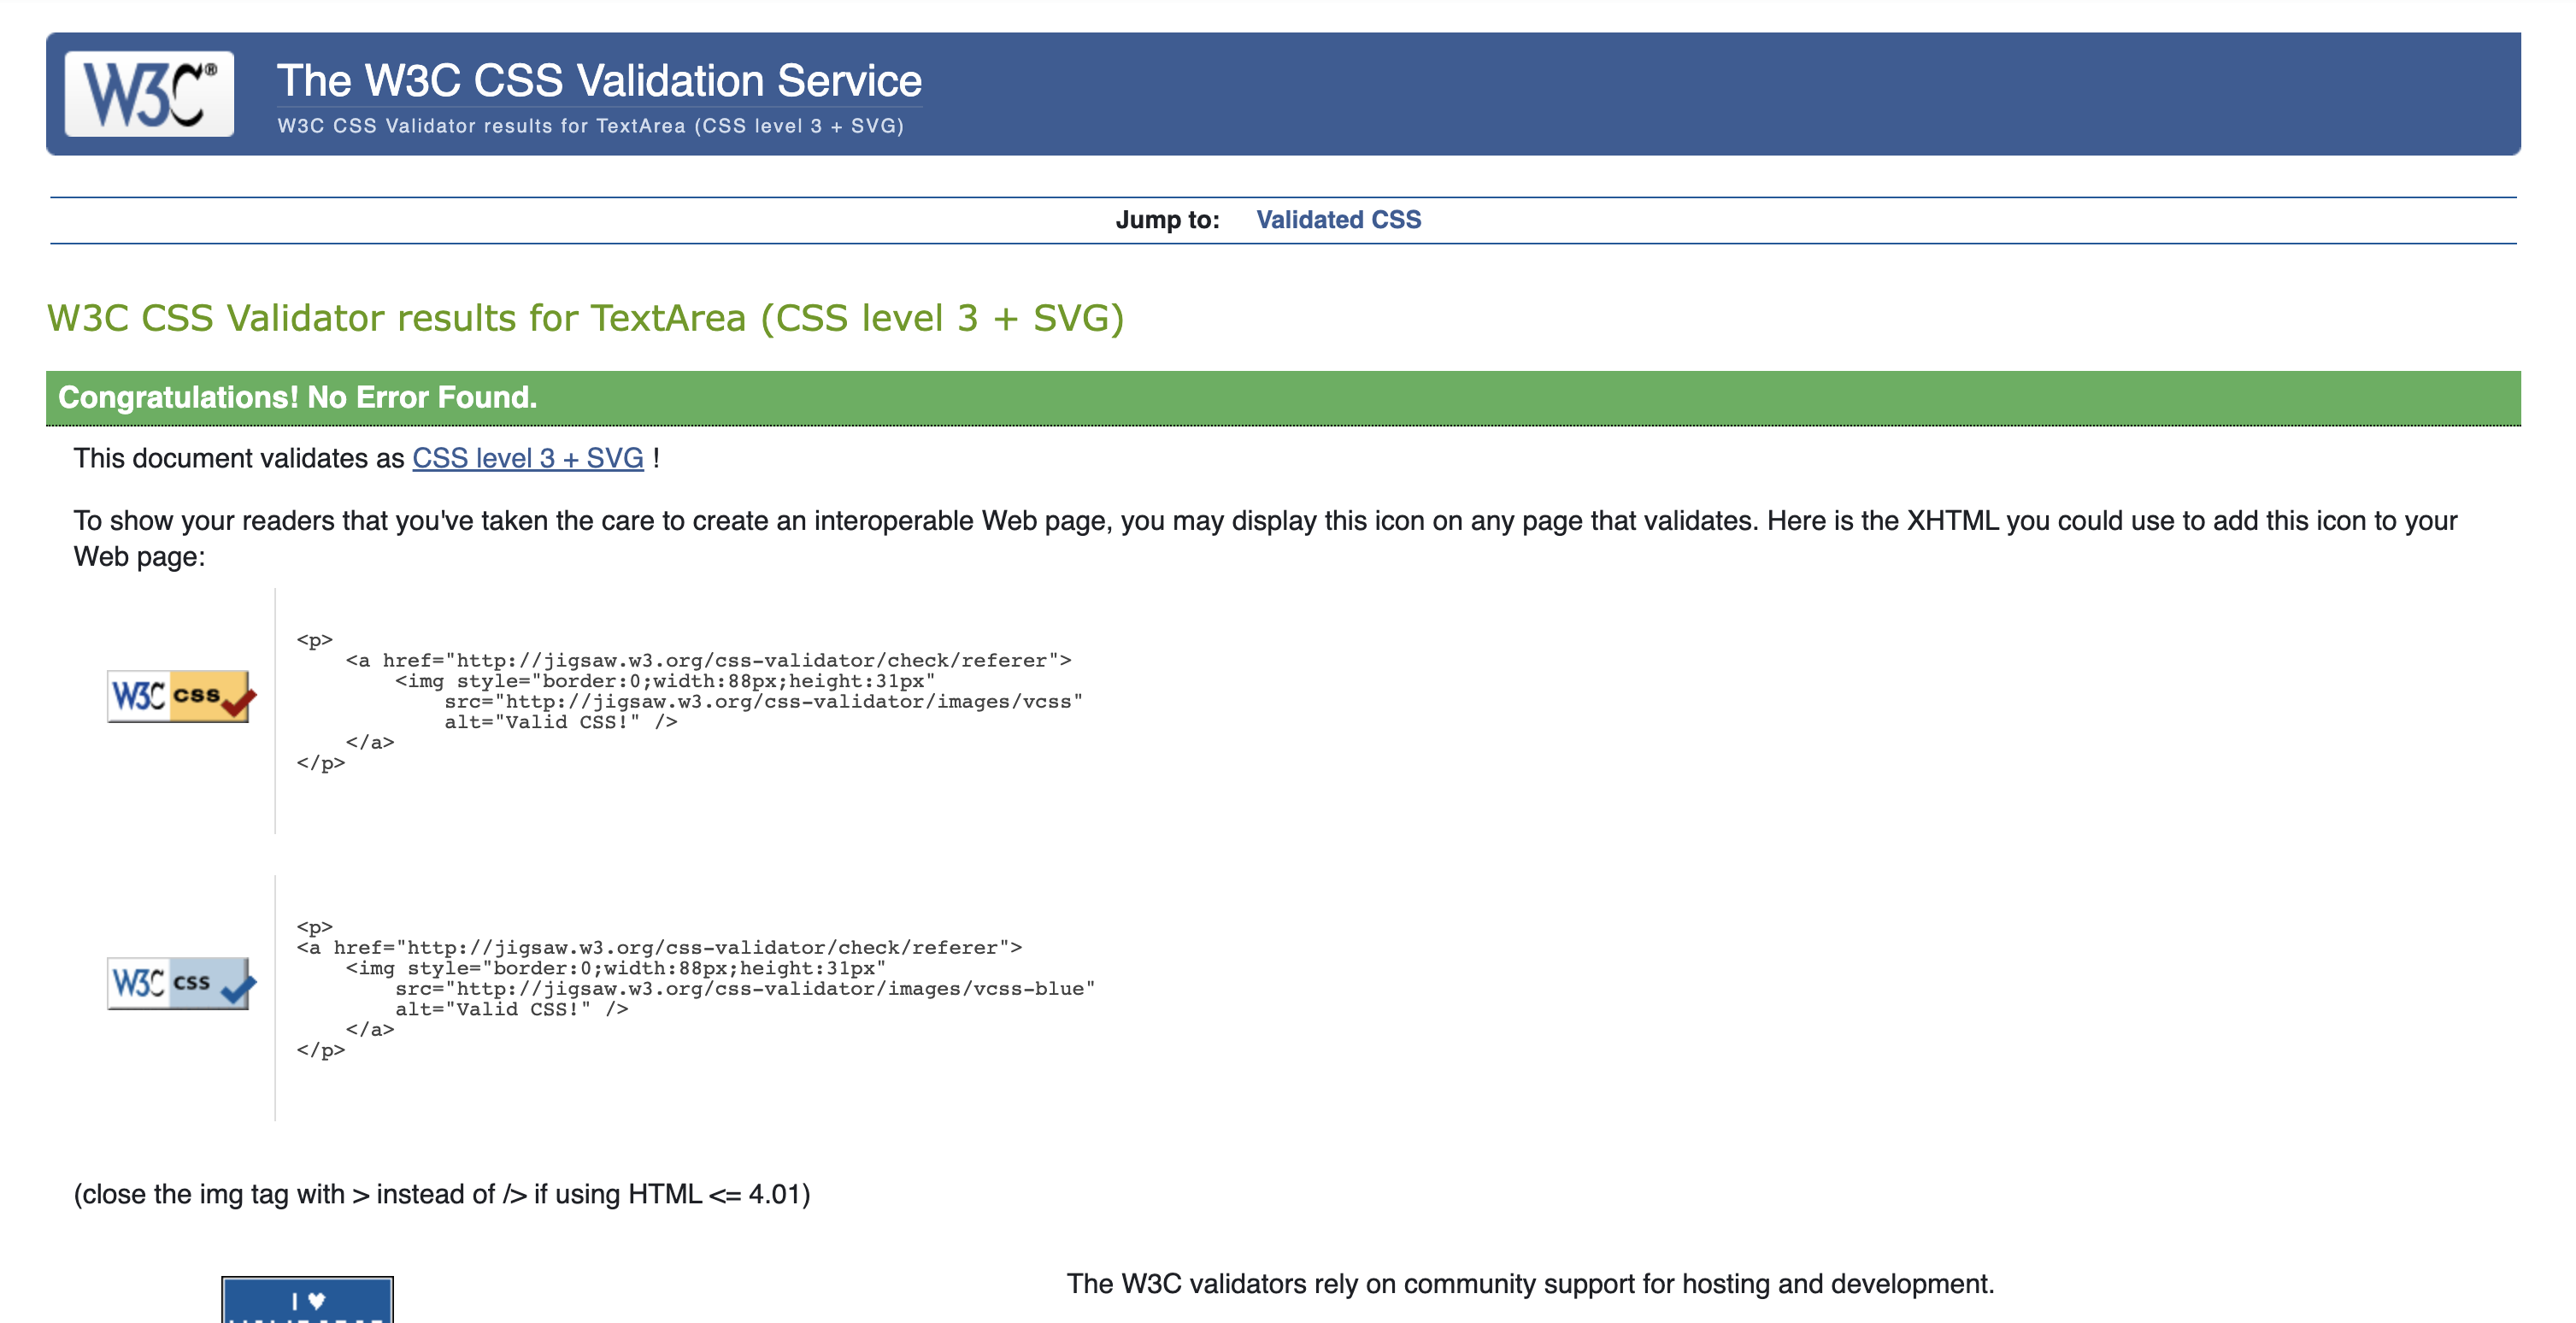 W3C®
The W3C CSS Validation Service
W3C CSS Validator results for TextArea (CSS level 3 + SVG)
Jump to: Validated CSS
W3C CSS Validator results for TextArea (CSS level 3 + SVG)
Congratulations! No Error Found.
This document validates as CSS level 3 + SVG !
To show your readers that you've taken the care to create an interoperable Web page, you may display this icon on any page that validates. Here is the XHTML you could use to add this icon to your
Web page:
W3C css
<p>
    <a href="http://jigsaw.w3.org/css-validator/check/referer">
        <img style="border:0;width:88px;height:31px"
            src="http://jigsaw.w3.org/css-validator/images/vcss"
            alt="Valid CSS!" />
    </a>
</p>
W3C css
<p>
<a href="http://jigsaw.w3.org/css-validator/check/referer">
    <img style="border:0;width:88px;height:31px"
        src="http://jigsaw.w3.org/css-validator/images/vcss-blue"
        alt="Valid CSS!" />
    </a>
</p>
(close the img tag with > instead of /> if using HTML <= 4.01)
I ♥
The W3C validators rely on community support for hosting and development.